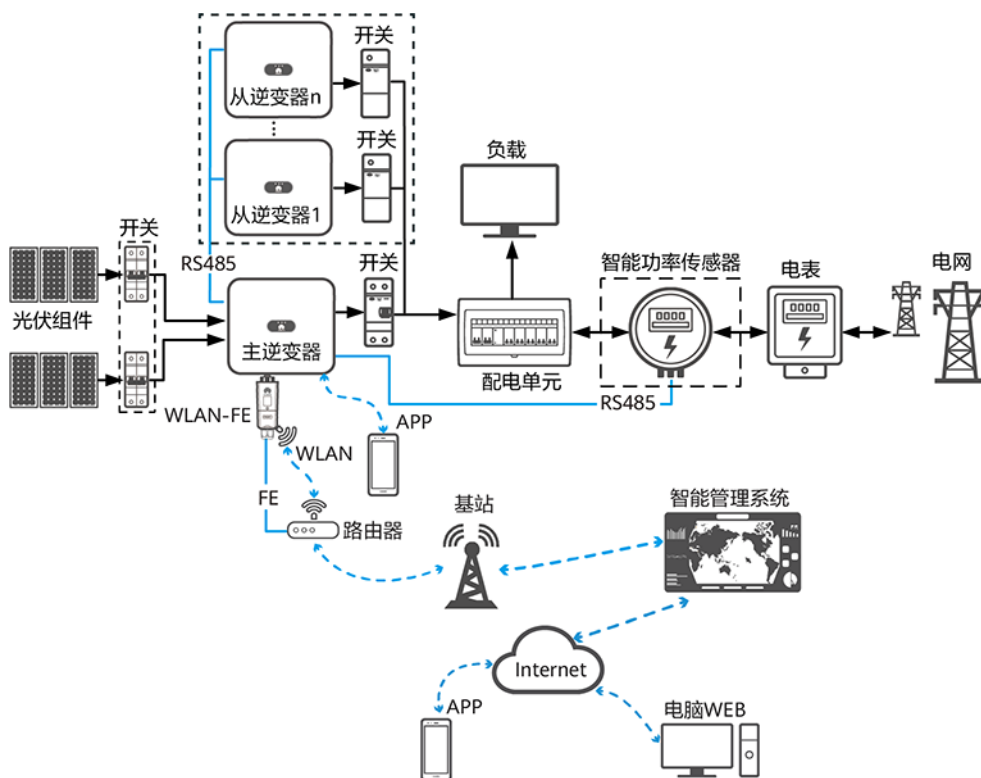 开关
从逆变器n
开关
从逆变器1
负载
开关
RS485
开关
智能功率传感器
电表
电网
光伏组件
主逆变器
配电单元
RS485
WLAN-FE
APP
WLAN
FE
路由器
基站
智能管理系统
Internet
APP
电脑WEB